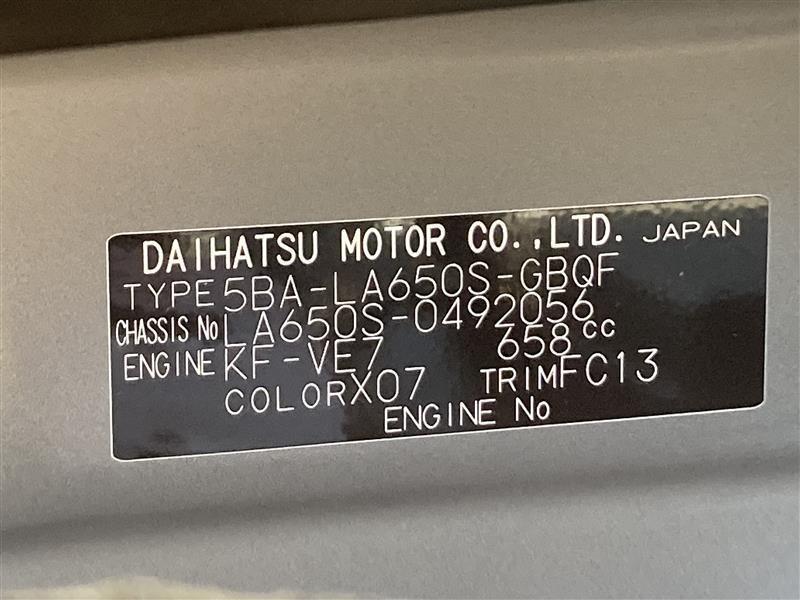 DAIHATSU MOTOR CO.,LTD. JAPAN
TYPE 5BA-LA650S-GBQF
CHASSIS No LA650S-0492056
ENGINE KF-VE7 658cc
COLOR X07 TRIM FC13
ENGINE No